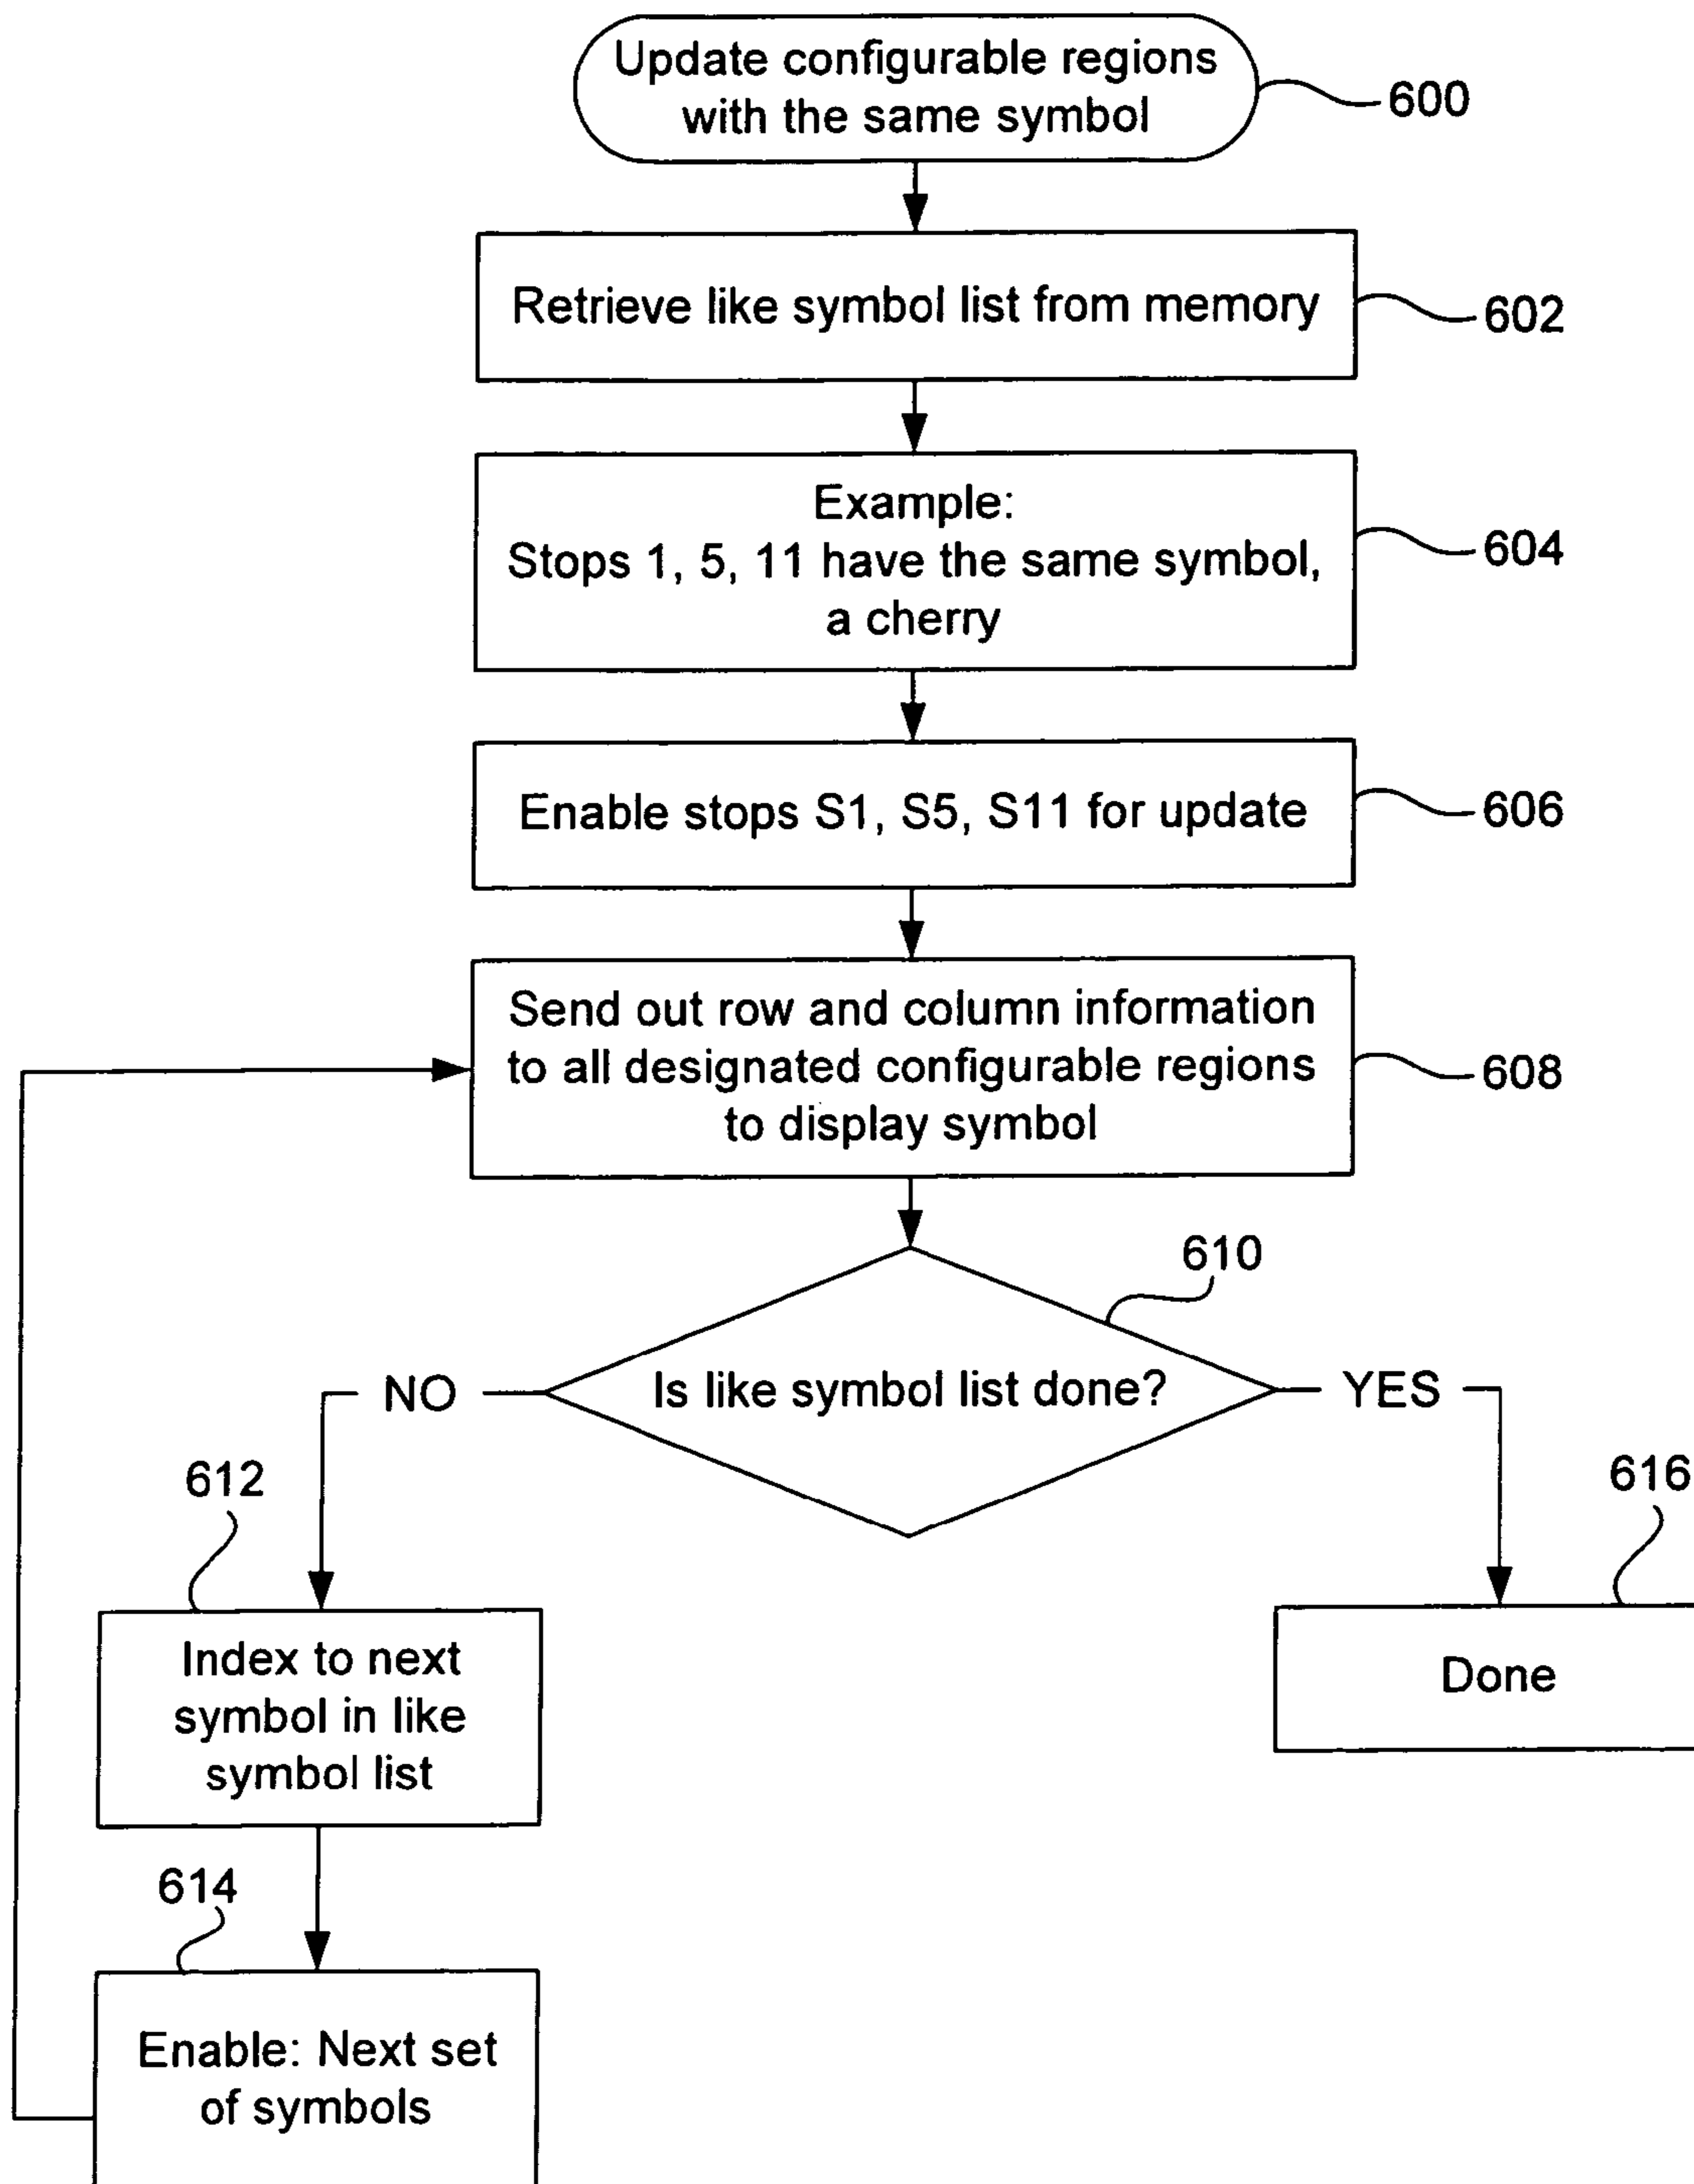 Update configurable regions
with the same symbol
600
Retrieve like symbol list from memory
602
Example:
Stops 1, 5, 11 have the same symbol,
a cherry
604
Enable stops S1, S5, S11 for update
606
Send out row and column information
to all designated configurable regions
to display symbol
608
610
Is like symbol list done?
NO
YES
612
616
Index to next
symbol in like
symbol list
Done
614
Enable: Next set
of symbols